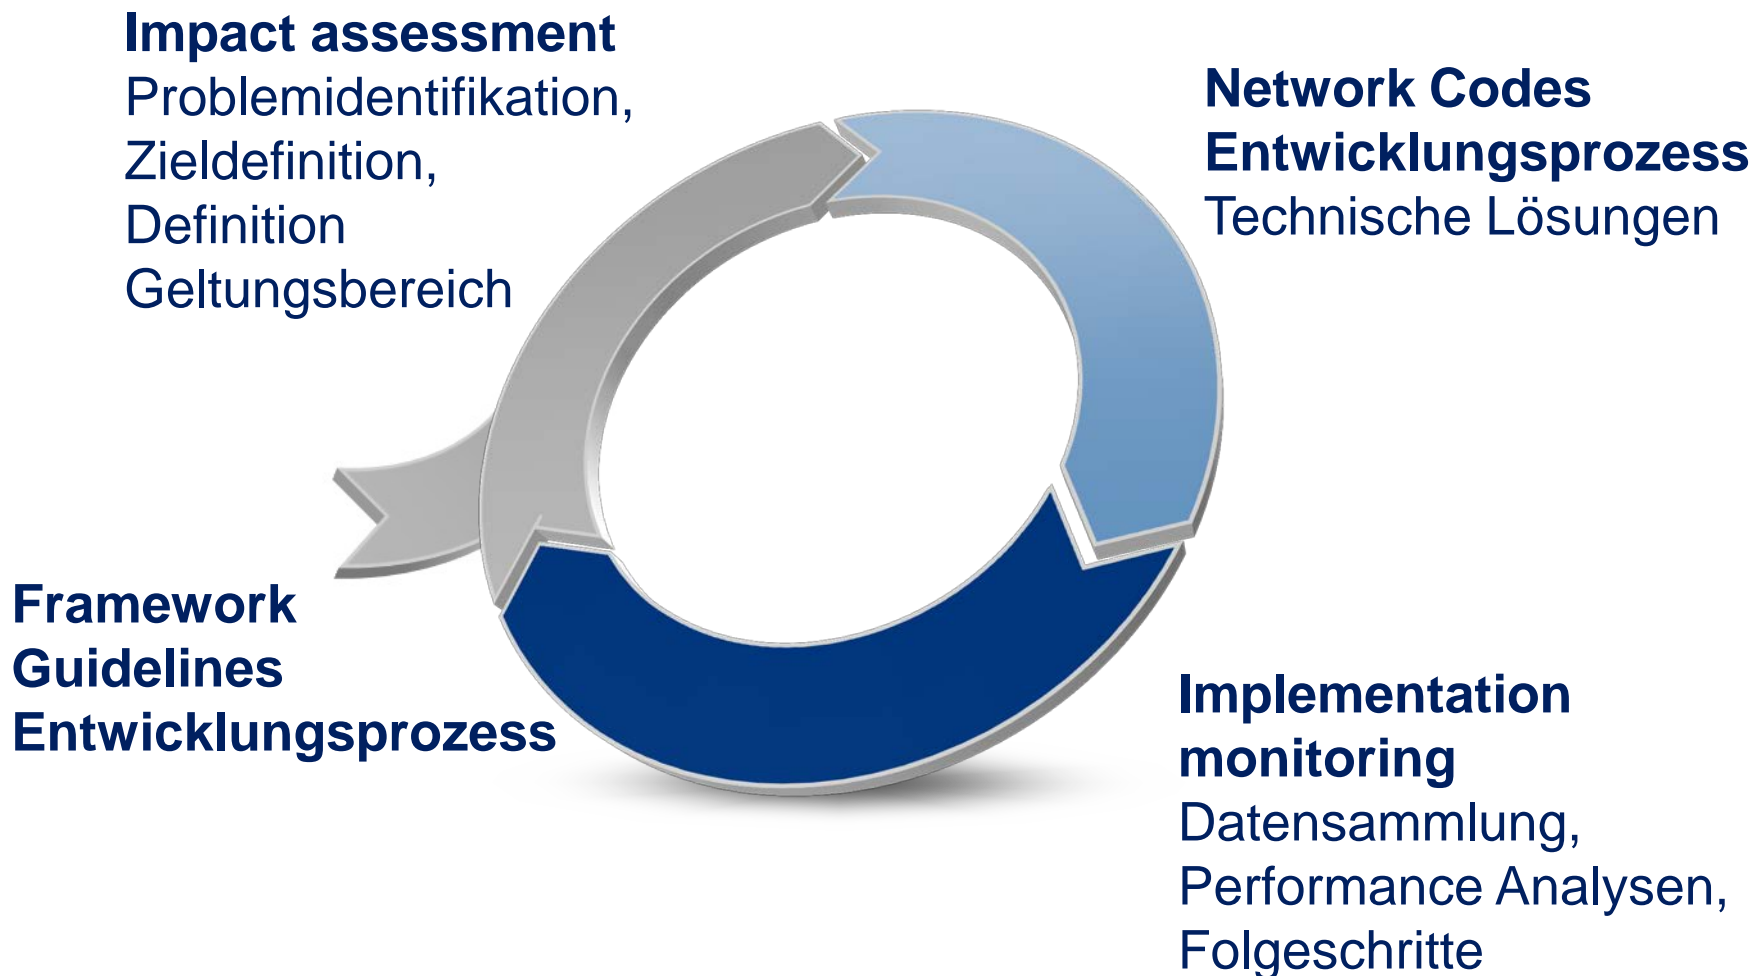 Impact assessment
Problemidentifikation,
Zieldefinition,
Definition
Geltungsbereich
Network Codes
Entwicklungsprozess
Technische Lösungen
Framework
Guidelines
Entwicklungsprozess
Implementation
monitoring
Datensammlung,
Performance Analysen,
Folgeschritte